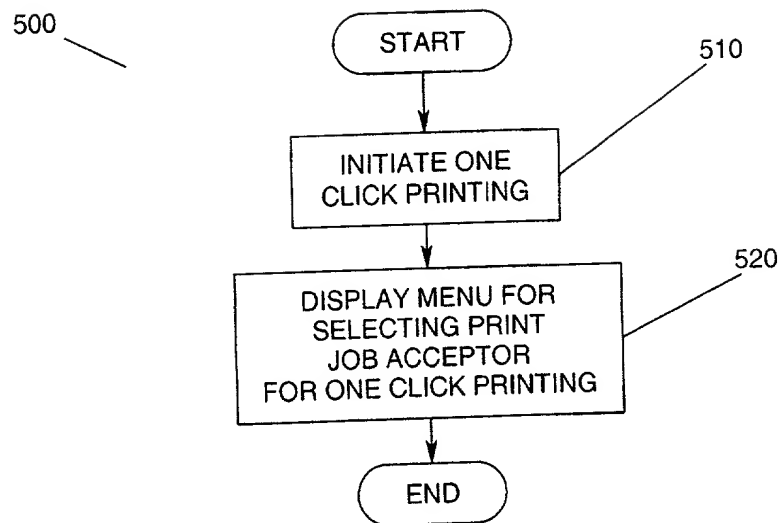 500
START
510
INITIATE ONE
CLICK PRINTING
520
DISPLAY MENU FOR
SELECTING PRINT
JOB ACCEPTOR
FOR ONE CLICK PRINTING
END